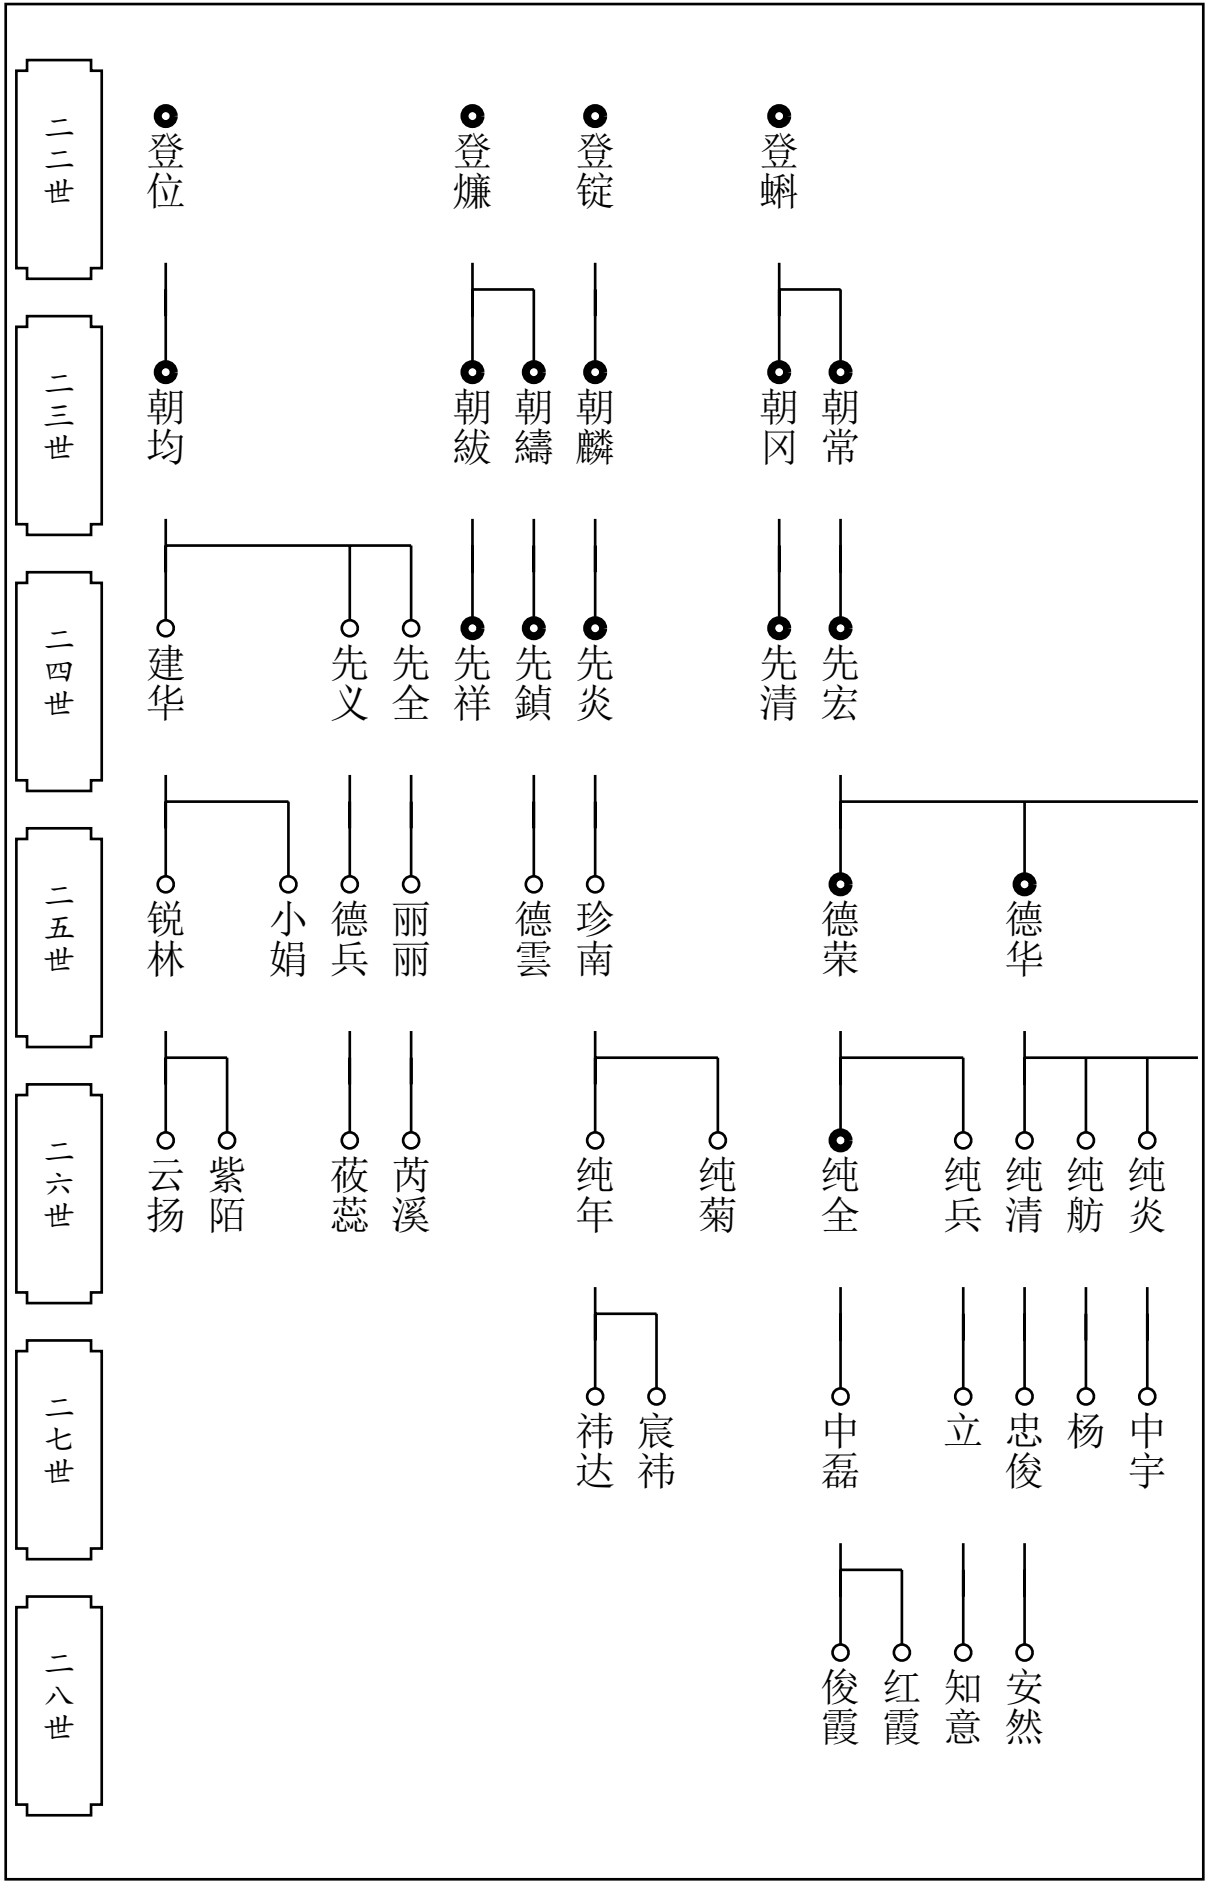 二二世
登位
登燫
登锭
登蝌
二三世
朝均
朝紱
朝繡
朝麟
朝冈
朝常
二四世
建华
先义
先全
先祥
先鎮
先炎
先清
先宏
二五世
锐林
小娟
德兵
丽丽
德雲
珍南
德荣
德华
二六世
云扬
紫陌
莜蕊
芮溪
纯年
纯菊
纯全
纯兵
纯清
纯舫
纯炎
二七世
祎达
宸祎
中磊
立
忠俊
杨
中宇
二八世
俊霞
红霞
知意
安然